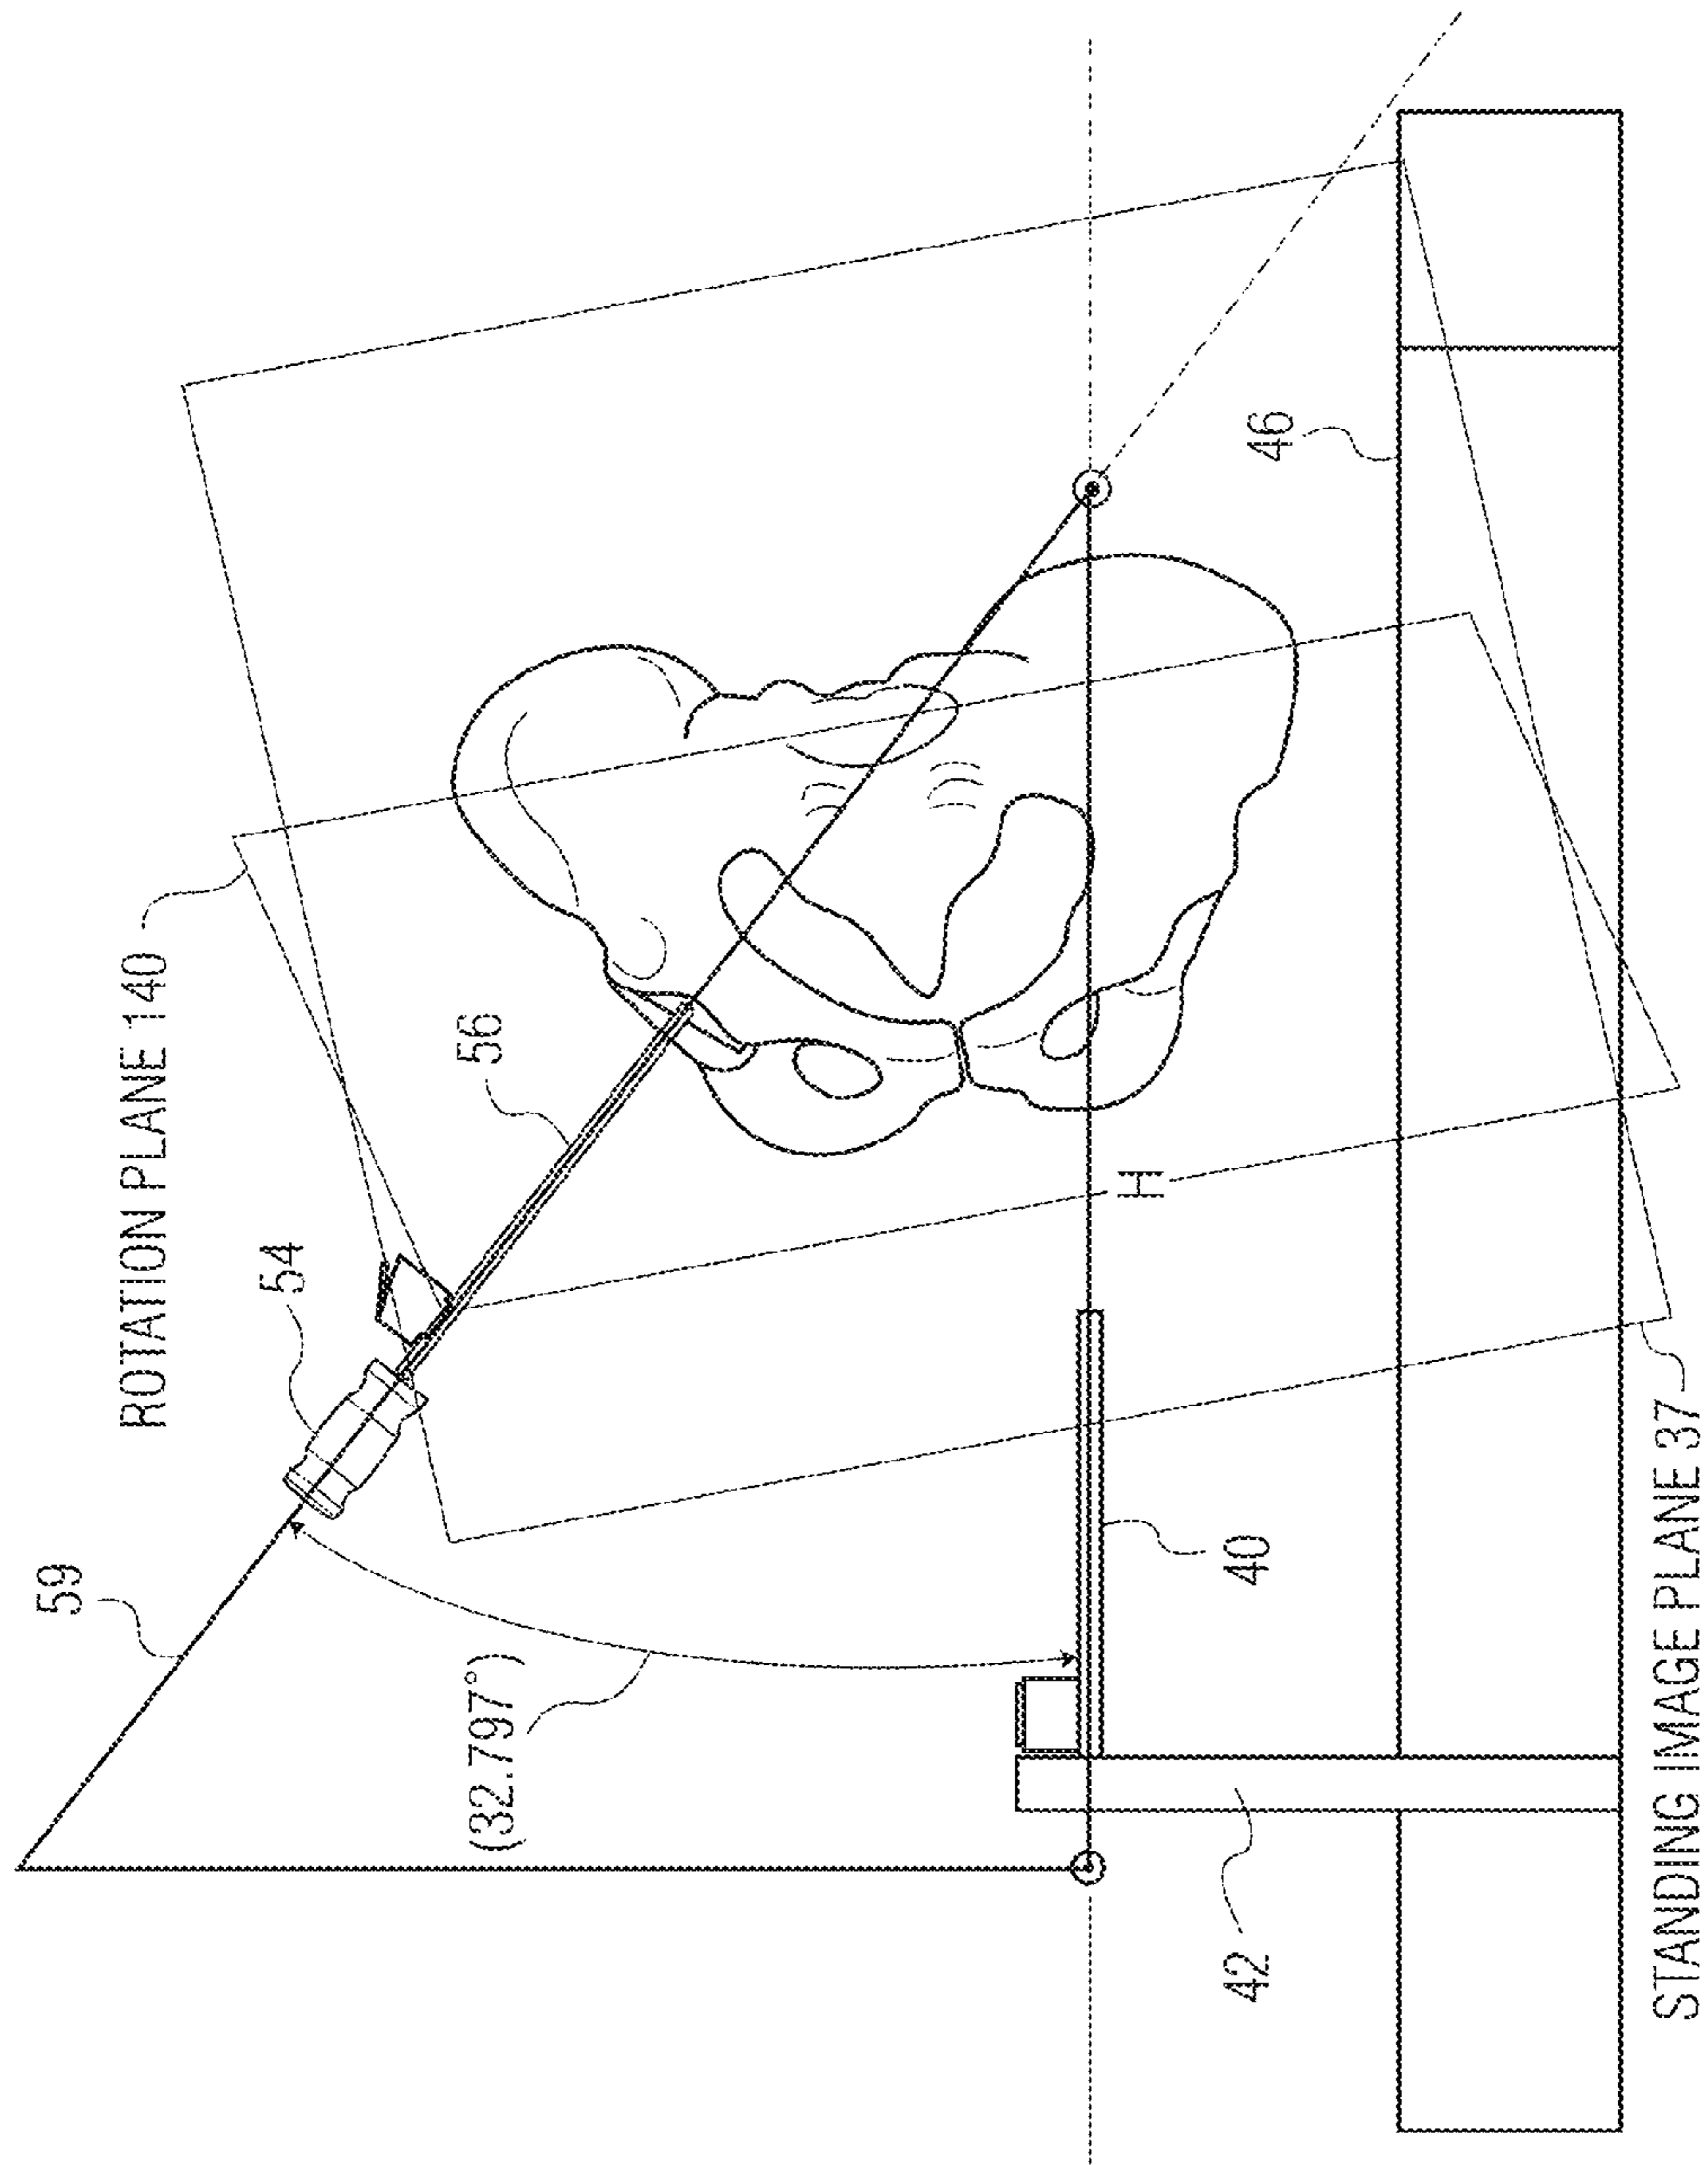 ROTATION PLANE 140
59
54
56
(32.797°)
H
46
40
42
STANDING IMAGE PLANE 37